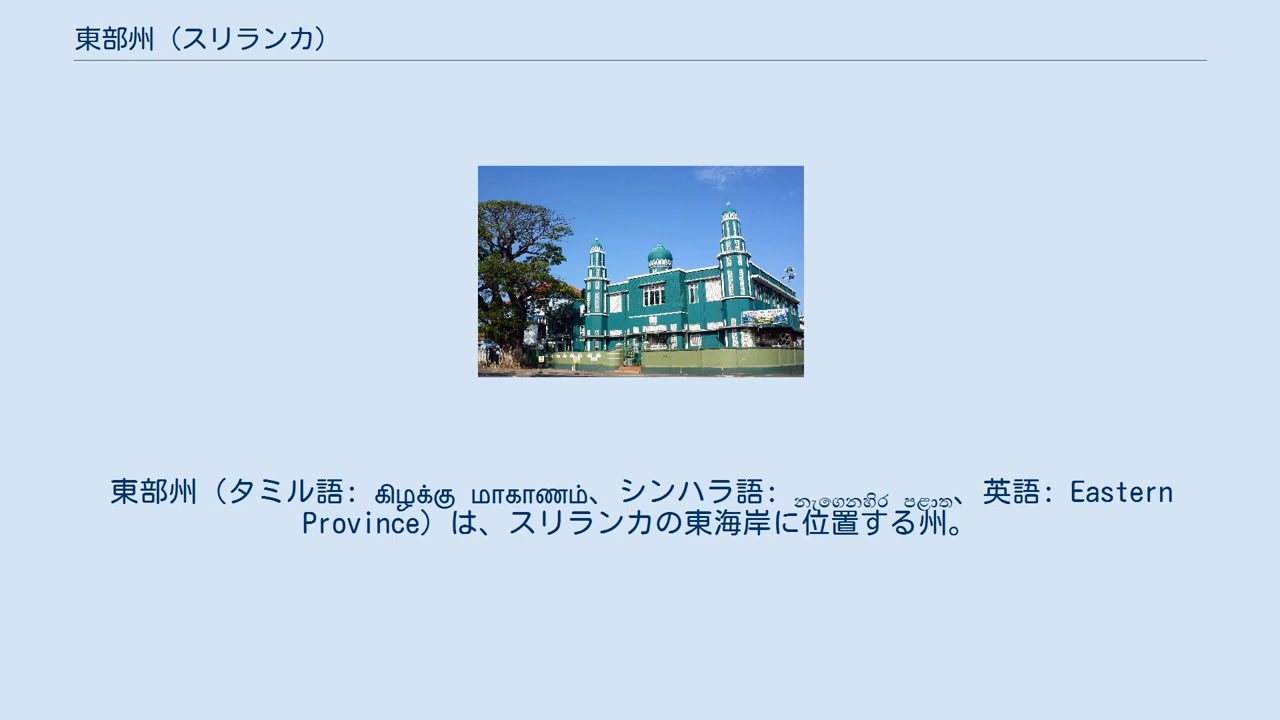 東部州（スリランカ）
東部州（タミル語: கிழக்கு மாகாணம்、シンハラ語: නැගෙනහිර පළාත、英語: Eastern
Province）は、スリランカの東海岸に位置する州。